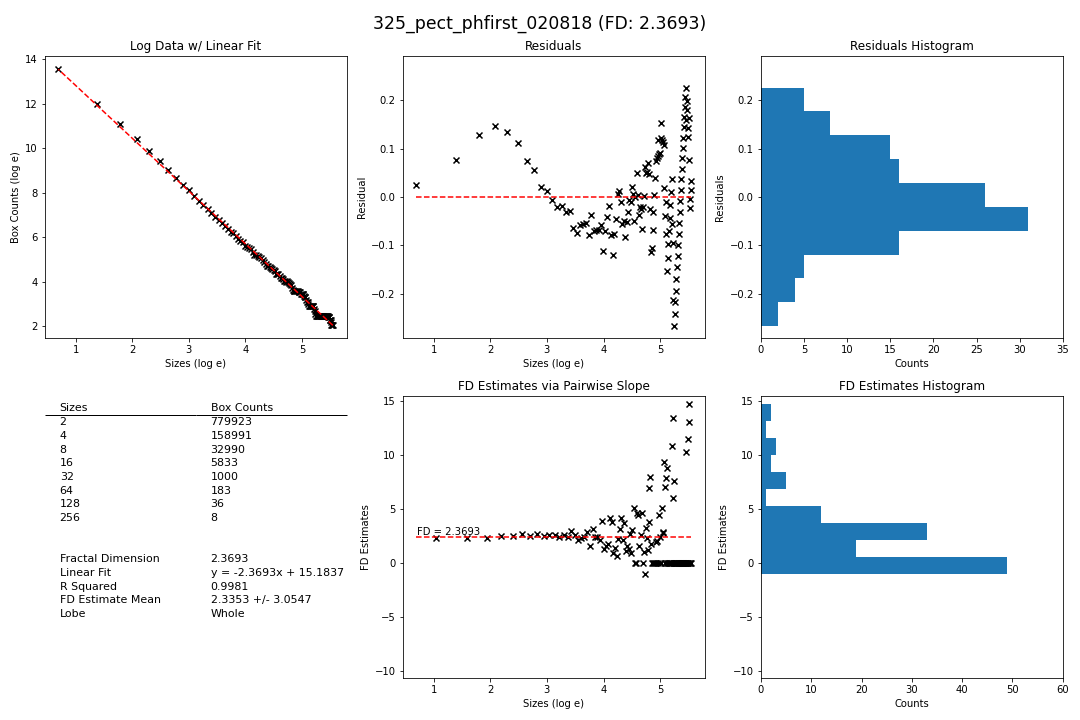 325_pect_phfirst_020818 (FD: 2.3693)
Log Data w/ Linear Fit
14
12
10
8
6
4
2
Box Counts (log e)
1 2 3 4 5
Sizes (log e)
Residuals
0.2
0.1
0.0
−0.1
−0.2
Residual
1 2 3 4 5
Sizes (log e)
Residuals Histogram
0.2
0.1
0.0
−0.1
−0.2
Residuals
0 5 10 15 20 25 30 35
Counts
Sizes Box Counts
2 779923
4 158991
8 32990
16 5833
32 1000
64 183
128 36
256 8
Fractal Dimension 2.3693
Linear Fit y = -2.3693x + 15.1837
R Squared 0.9981
FD Estimate Mean 2.3353 +/- 3.0547
Lobe Whole
FD Estimates via Pairwise Slope
15
10
5
0
−5
−10
FD Estimates
FD = 2.3693
1 2 3 4 5
Sizes (log e)
FD Estimates Histogram
15
10
5
0
−5
−10
FD Estimates
0 10 20 30 40 50 60
Counts